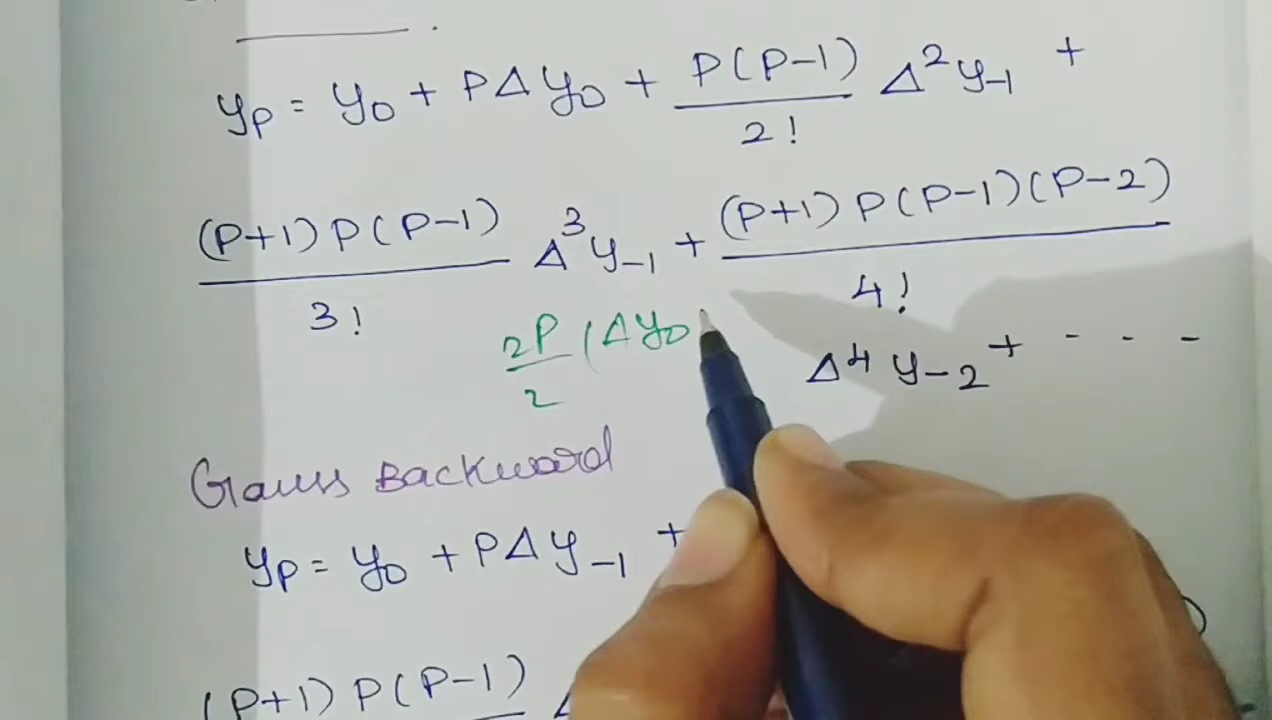 yp = y0 + PΔy0 + P(P-1)/2! Δ²y-1 +
(P+1)P(P-1)/3! Δ³y-1 + (P+1)P(P-1)(P-2)/4!
Δ⁴y-2 + - - -
2P/2 (Δy0
Gauss Backward
yp = y0 + PΔy-1 +
(P+1)P(P-1)